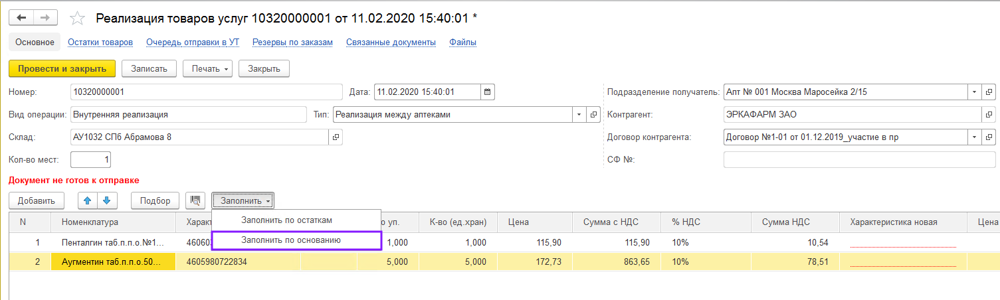 Реализация товаров услуг 10320000001 от 11.02.2020 15:40:01 *
Основное Остатки товаров Очередь отправки в УТ Резервы по заказам Связанные документы Файлы
Провести и закрыть Записать Печать Закрыть
Номер: 10320000001 Дата: 11.02.2020 15:40:01 Подразделение получатель: Апт № 001 Москва Маросейка 2/15
Вид операции: Внутренняя реализация Тип: Реализация между аптеками Контрагент: ЭРКАФАРМ ЗАО
Склад: АУ1032 СПб Абрамова 8 Договор контрагента: Договор №1-01 от 01.12.2019_участие в пр
Кол-во мест: 1 СФ №:
Документ не готов к отправке
Добавить Подбор Заполнить
Заполнить по остаткам
Заполнить по основанию
N Номенклатура Характ уп. К-во (ед.хран) Цена Сумма с НДС % НДС Сумма НДС Характеристика новая Цена
1 Пенталгин таб.п.п.о.№1... 46060 1,000 1,000 115,90 115,90 10% 10,54
2 Аугментин таб.п.п.о.50... 4605980722834 5,000 5,000 172,73 863,65 10% 78,51